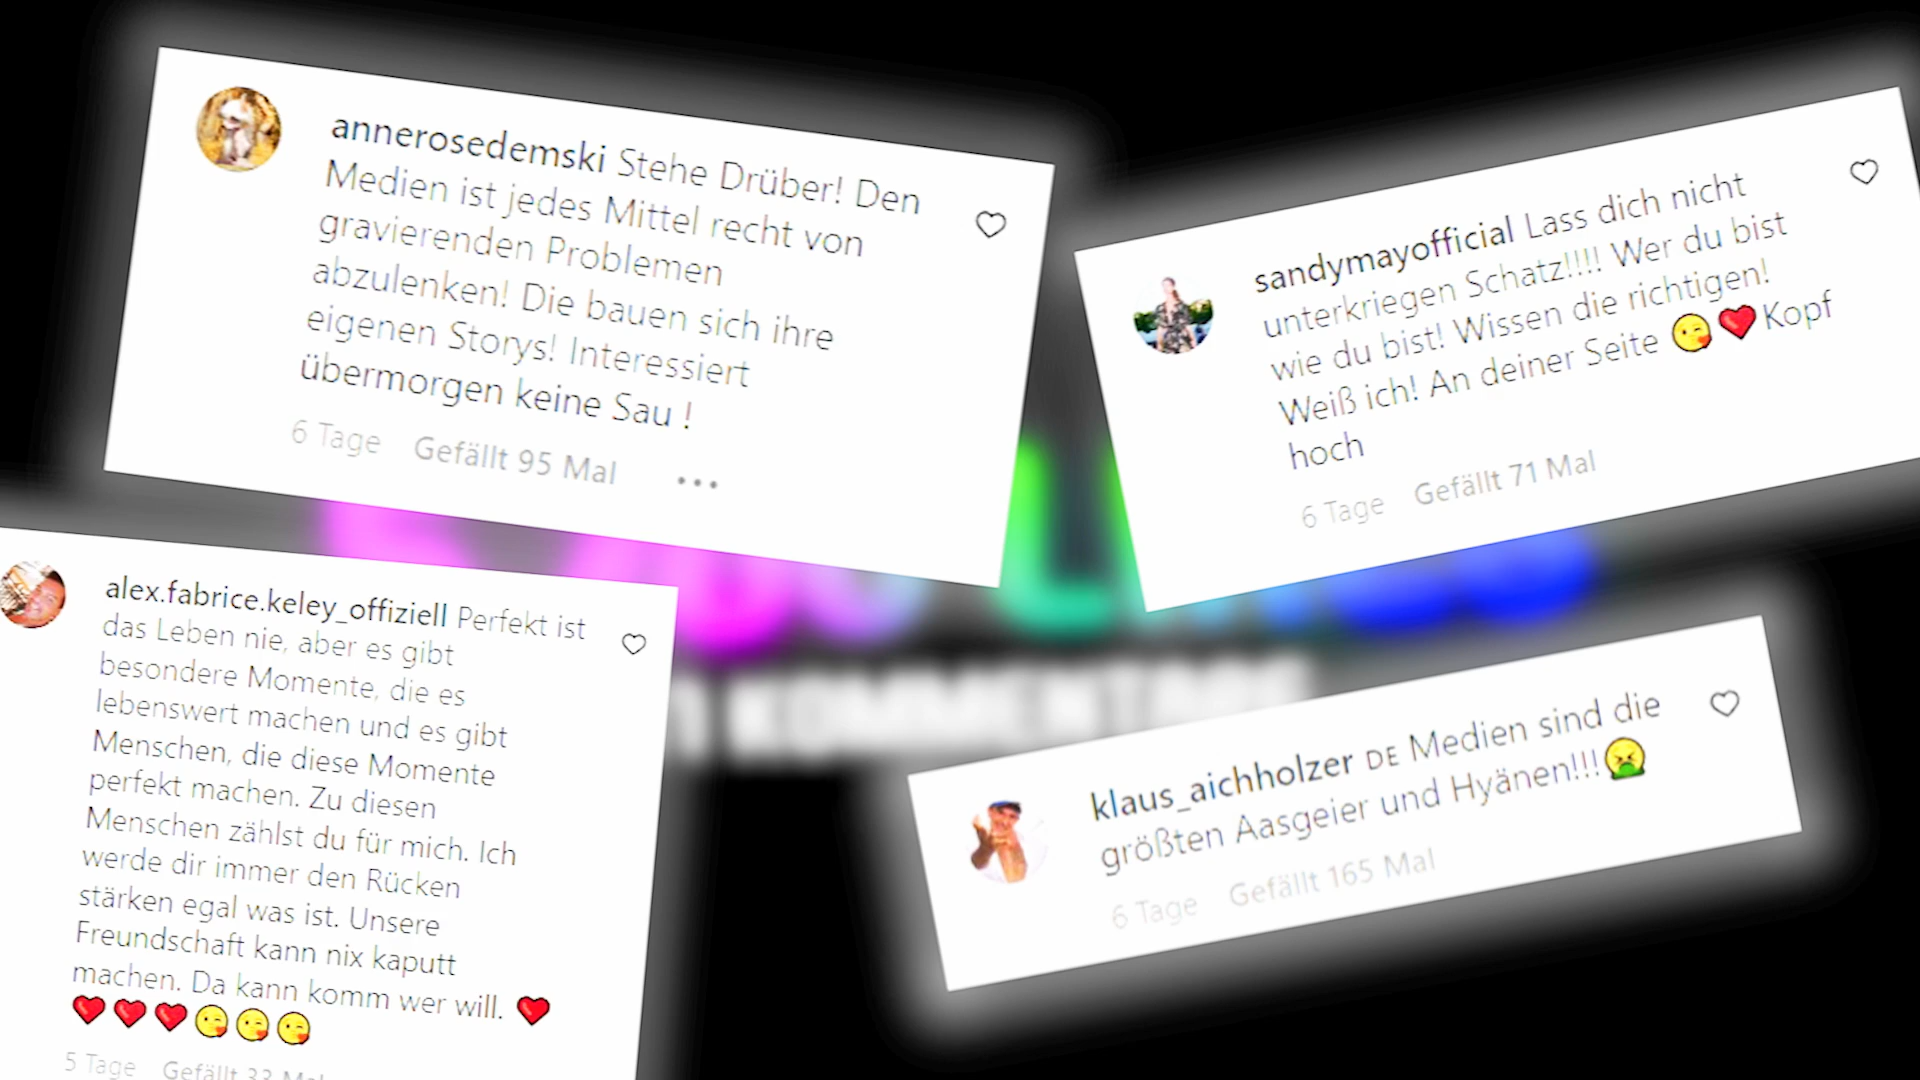 annerosedemski Stehe Drüber! Den
Medien ist jedes Mittel recht von
gravierenden Problemen
abzulenken! Die bauen sich ihre
eigenen Storys! Interessiert
übermorgen keine Sau !
6 Tage Gefällt 95 Mal ...
sandymayofficial Lass dich nicht
unterkriegen Schatz!!!! Wer du bist
wie du bist! Wissen die richtigen!
Weiß ich! An deiner Seite 😘❤️Kopf
hoch
6 Tage Gefällt 71 Mal
alex.fabrice.keley_offiziell Perfekt ist
das Leben nie, aber es gibt
besondere Momente, die es
lebenswert machen und es gibt
Menschen, die diese Momente
perfekt machen. Zu diesen
Menschen zählst du für mich. Ich
werde dir immer den Rücken
stärken egal was ist. Unsere
Freundschaft kann nix kaputt
machen. Da kann komm wer will. ❤️
❤️❤️❤️😘😘😘
5 Tage Gefällt 33 Mal
klaus_aichholzer DE Medien sind die
größten Aasgeier und Hyänen!!!🤮
6 Tage Gefällt 165 Mal
KOMMENTARE